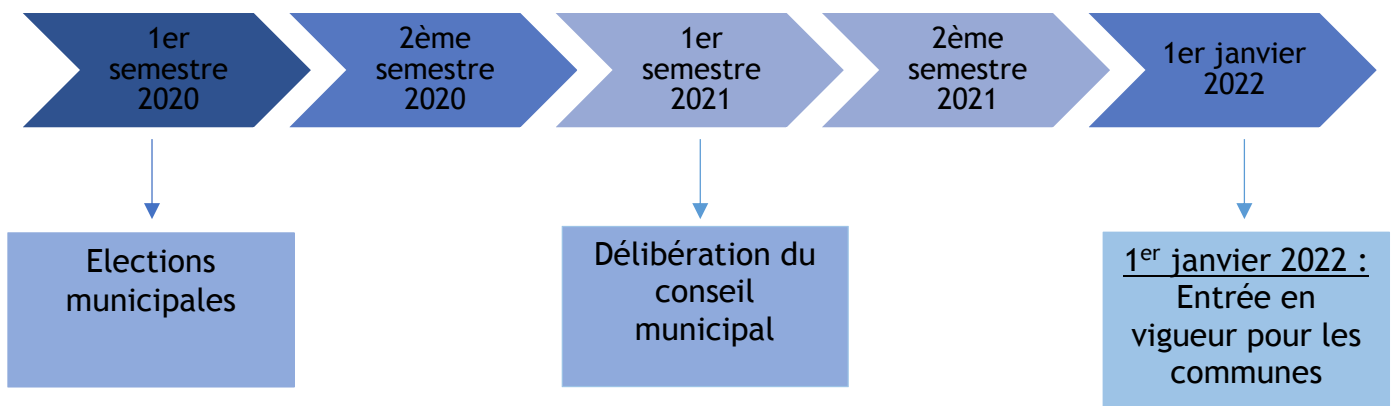 1er
semestre
2020
2ème
semestre
2020
1er
semestre
2021
2ème
semestre
2021
1er janvier
2022
Elections
municipales
Délibération du
conseil
municipal
1er janvier 2022 :
Entrée en
vigueur pour les
communes